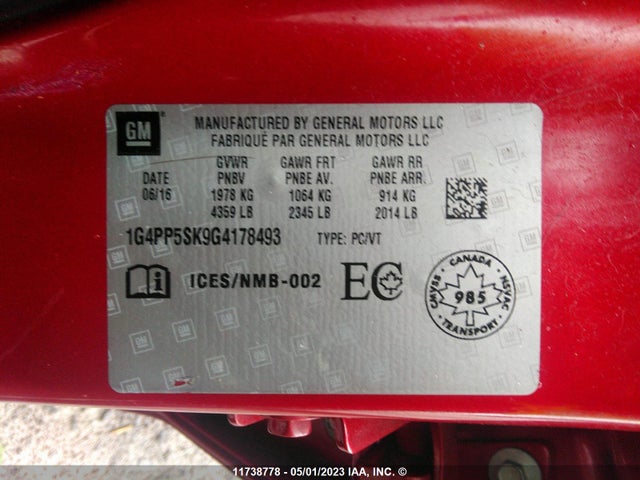 GM
MANUFACTURED BY GENERAL MOTORS LLC
FABRIQUÉ PAR GENERAL MOTORS LLC
GVWR GAWR FRT GAWR RR
DATE PNBV PNBE AV. PNBE ARR.
06/16 1978 KG 1064 KG 914 KG
4359 LB 2345 LB 2014 LB
1G4PP5SK9G4178493 TYPE: PC/VT
ICES/NMB-002 EC
CANADA
CMVSS 985 NSVAC
TRANSPORT
11738778 - 05/01/2023 IAA, INC. ©